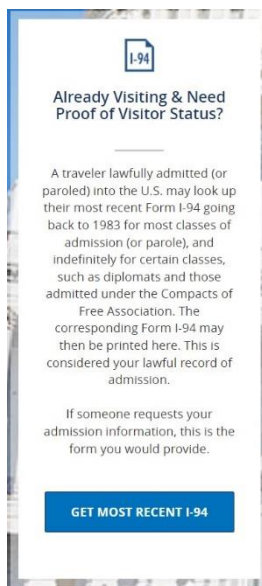 I-94
Already Visiting & Need
Proof of Visitor Status?
A traveler lawfully admitted (or
paroled) into the U.S. may look up
their most recent Form I-94 going
back to 1983 for most classes of
admission (or parole), and
indefinitely for certain classes,
such as diplomats and those
admitted under the Compacts of
Free Association. The
corresponding Form I-94 may
then be printed here. This is
considered your lawful record of
admission.
If someone requests your
admission information, this is the
form you would provide.
GET MOST RECENT I-94